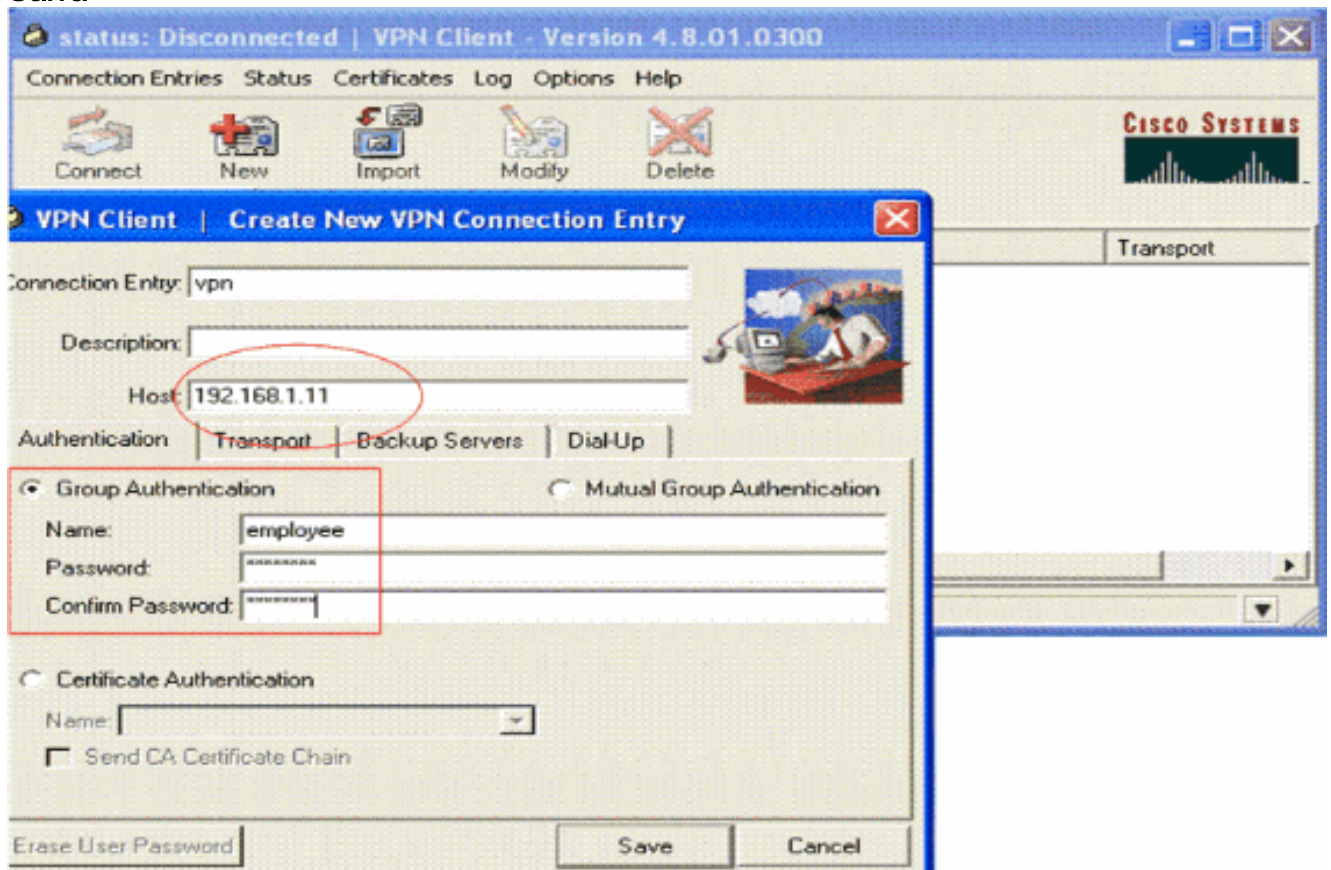 status: Disconnected | VPN Client - Version 4.8.01.0300
Connection Entries Status Certificates Log Options Help
Connect New Import Modify Delete
CISCO SYSTEMS
VPN Client | Create New VPN Connection Entry
Transport
Connection Entry: vpn
Description:
Host: 192.168.1.11
Authentication Transport Backup Servers Dial-Up
Group Authentication Mutual Group Authentication
Name: employee
Password: ********
Confirm Password: ********
Certificate Authentication
Name:
Send CA Certificate Chain
Erase User Password Save Cancel